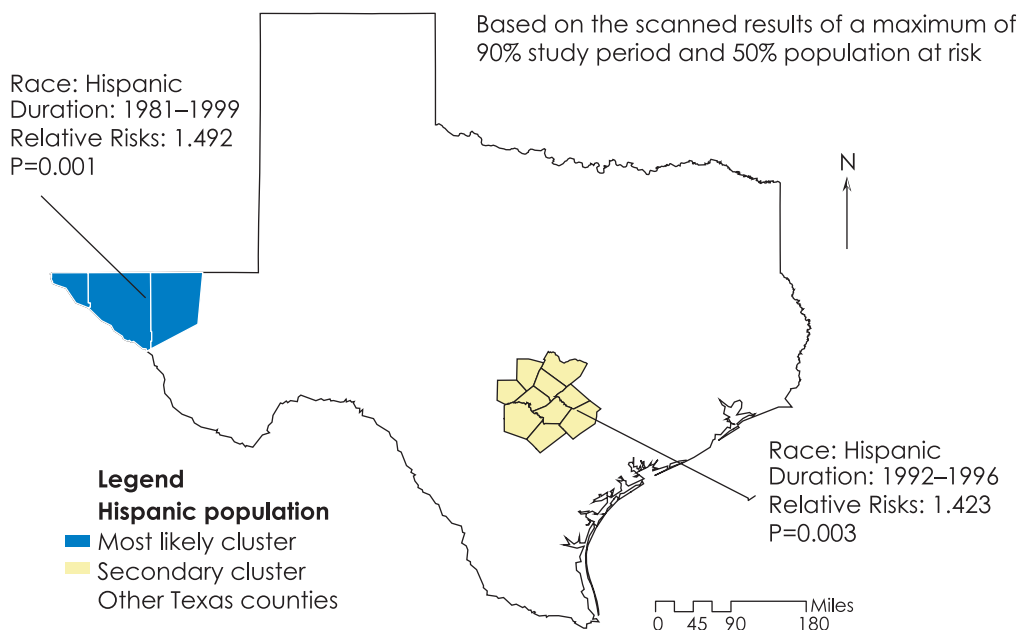 Based on the scanned results of a maximum of
90% study period and 50% population at risk
Race: Hispanic
Duration: 1981–1999
Relative Risks: 1.492
P=0.001
N
Race: Hispanic
Duration: 1992–1996
Relative Risks: 1.423
P=0.003
Legend
Hispanic population
Most likely cluster
Secondary cluster
Other Texas counties
Miles
0 45 90 180